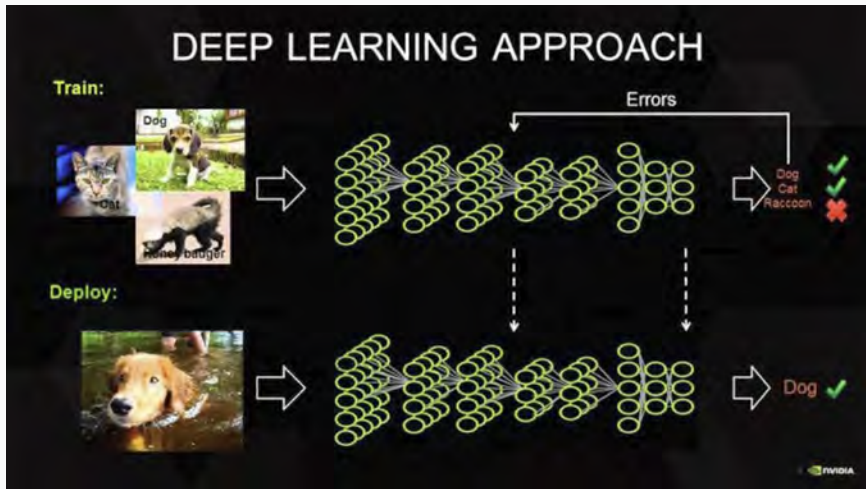 DEEP LEARNING APPROACH
Train:
Errors
Dog
Cat
Honey badger
Dog
Cat
Raccoon
Deploy:
Dog
NVIDIA